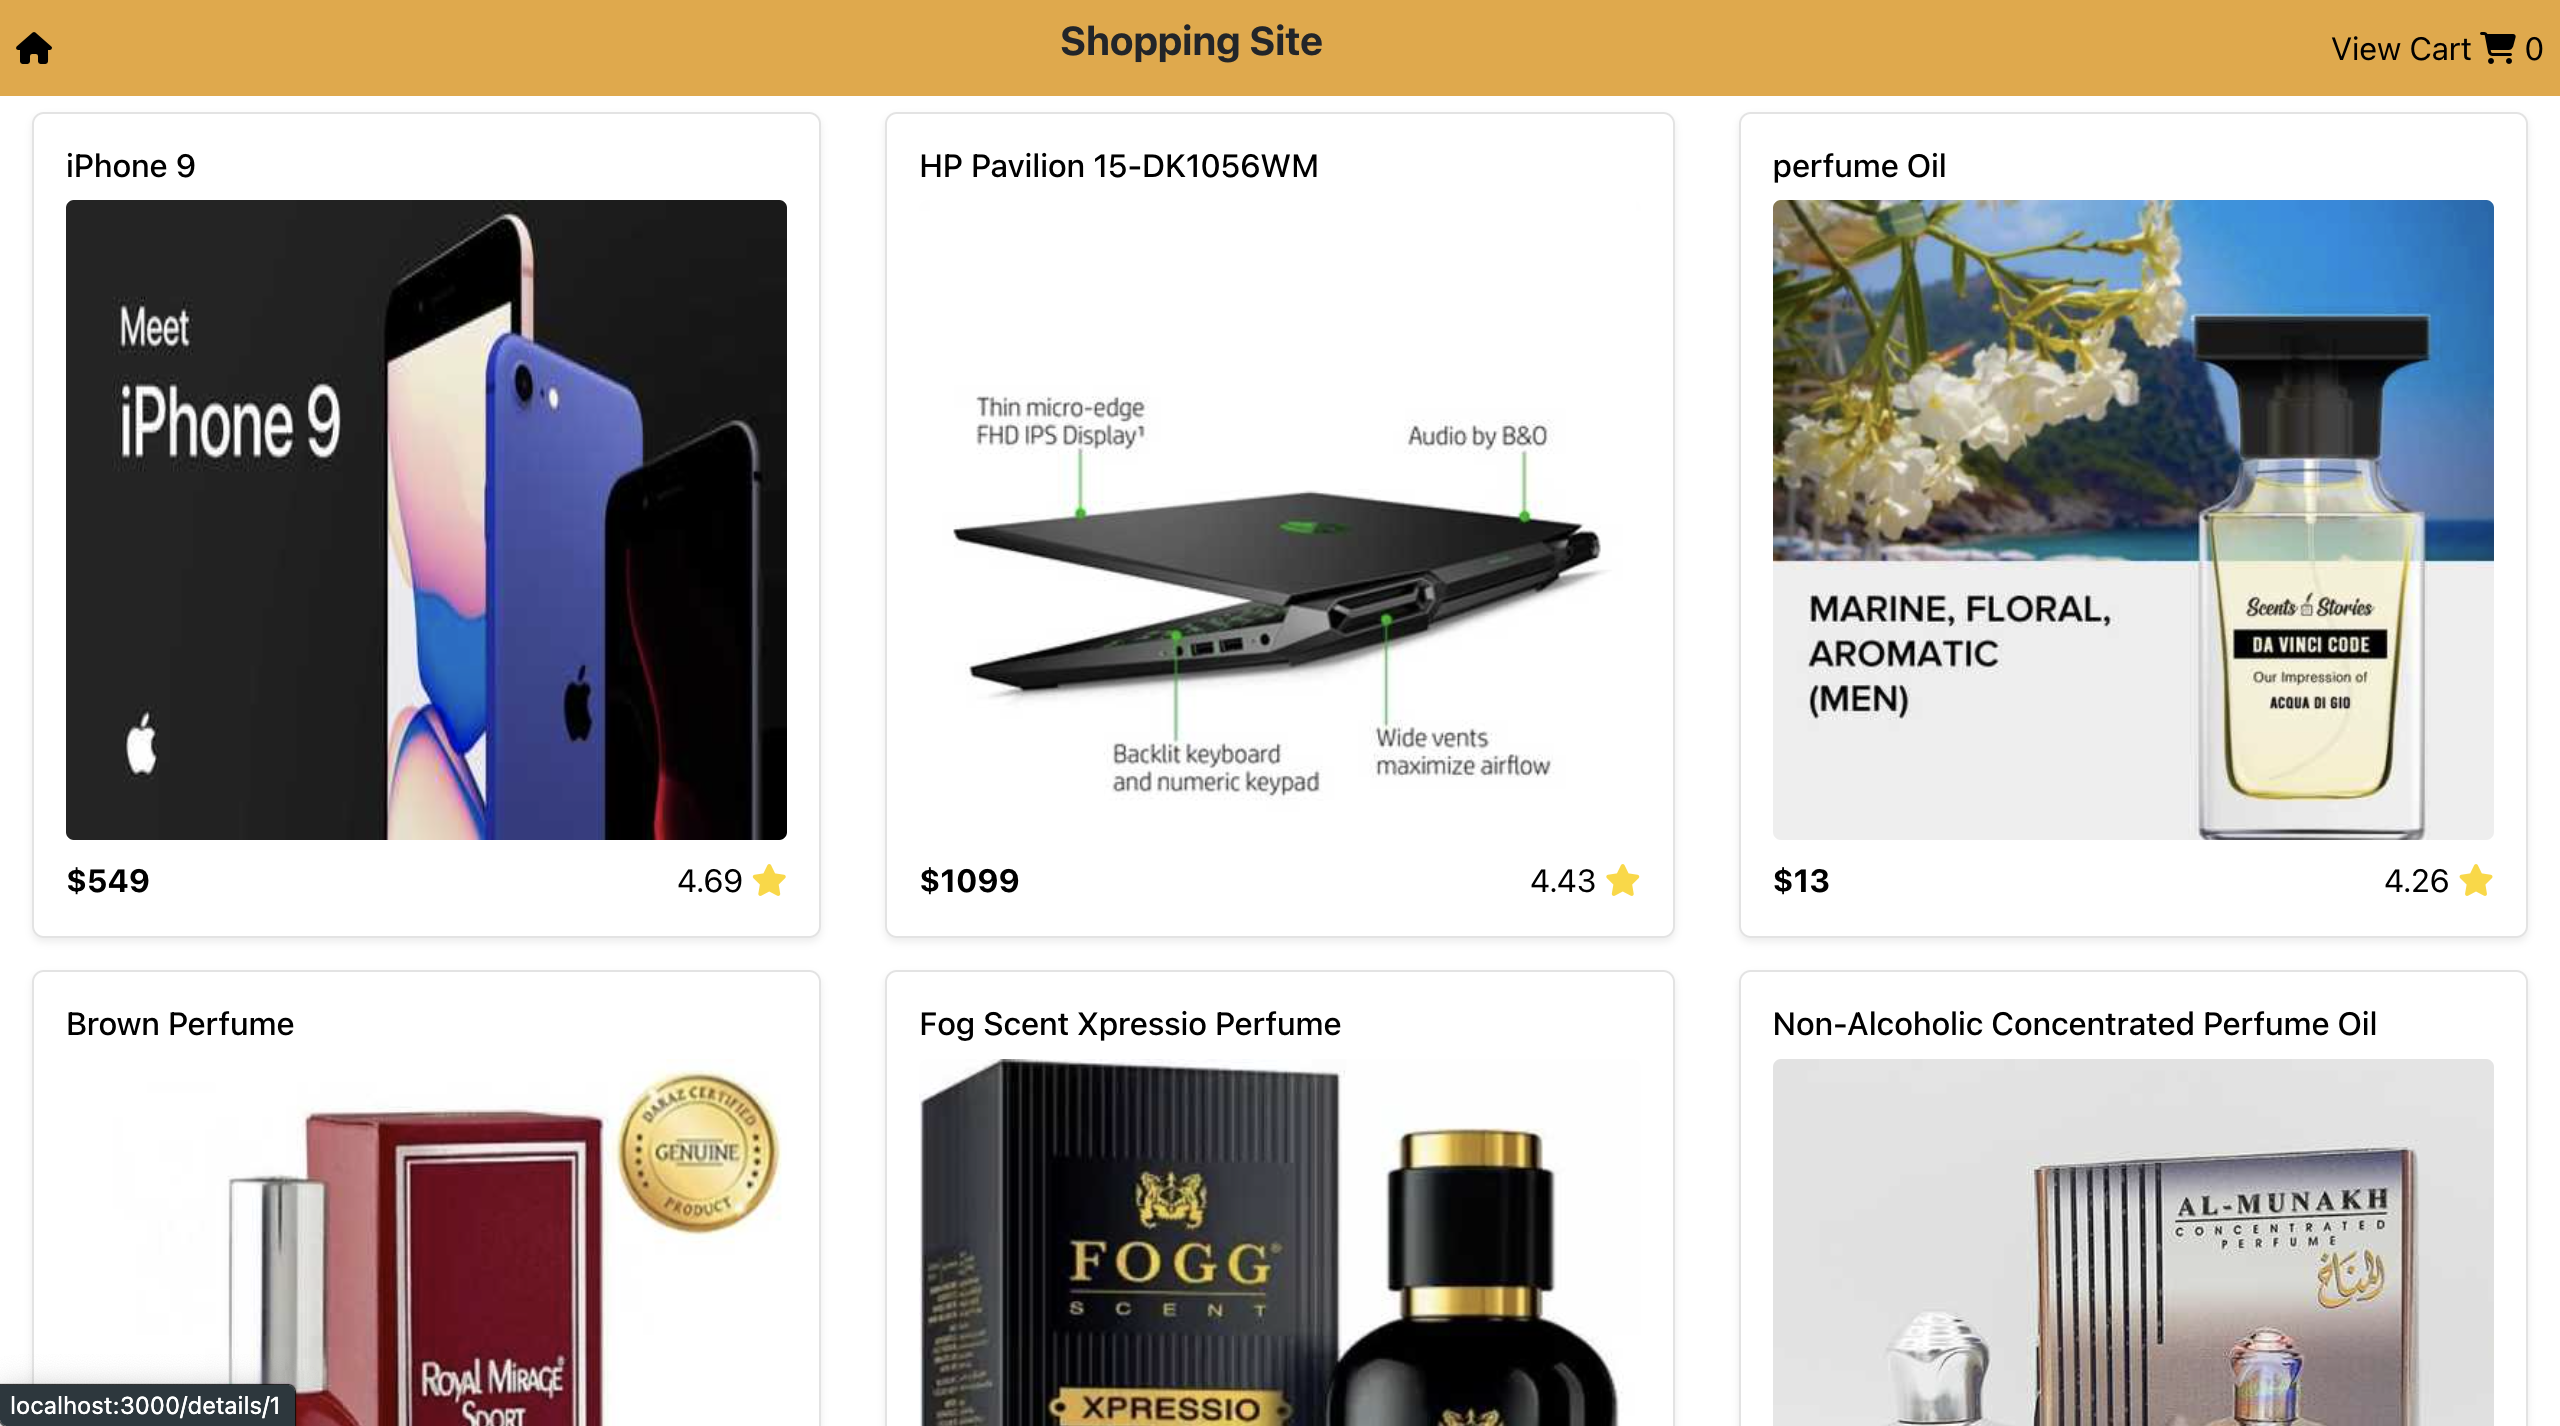 Shopping Site
View Cart 0
iPhone 9
Meet
iPhone 9
$549
4.69
HP Pavilion 15-DK1056WM
Thin micro-edge
FHD IPS Display¹
Audio by B&O
Backlit keyboard
and numeric keypad
Wide vents
maximize airflow
$1099
4.43
perfume Oil
MARINE, FLORAL,
AROMATIC
(MEN)
Scents Stories
DA VINCI CODE
Our Impression of
ACQUA DI GIO
$13
4.26
Brown Perfume
DARAZ CERTIFIED
GENUINE
PRODUCT
ROYAL MIRAGE
SPORT
Fog Scent Xpressio Perfume
FOGG®
SCENT
XPRESSIO
Non-Alcoholic Concentrated Perfume Oil
AL-MUNAKH
CONCENTRATED
PERFUME
المناخ
localhost:3000/details/1